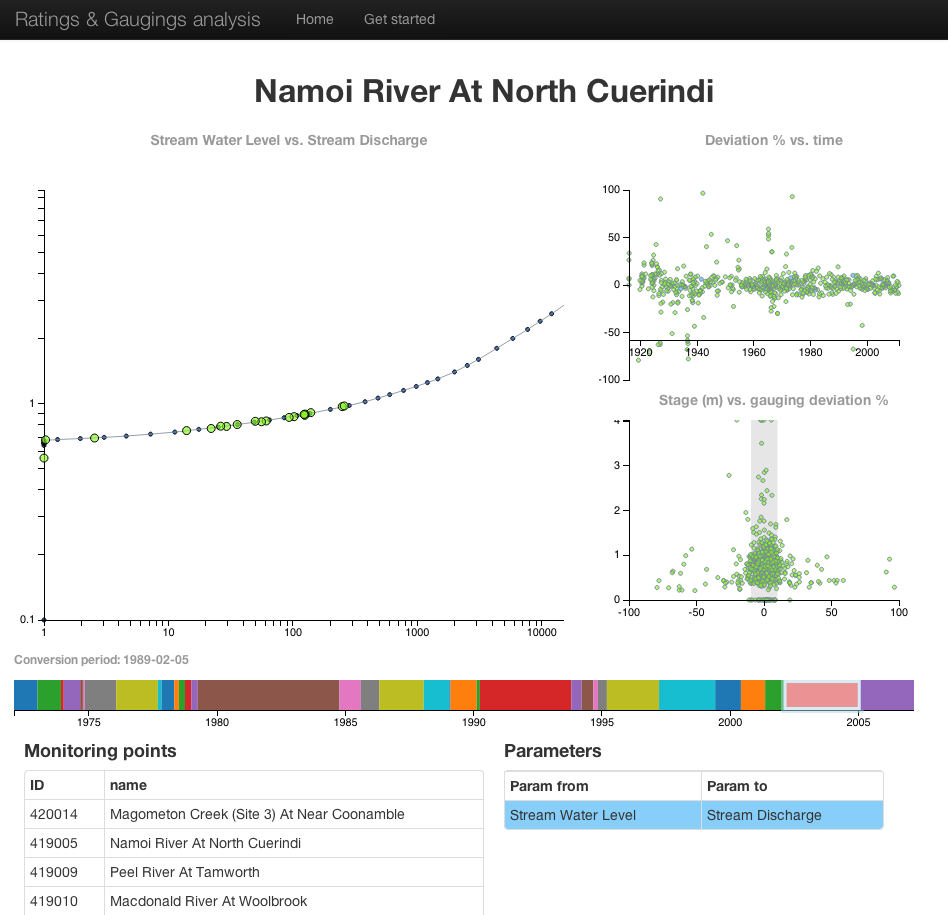 Ratings & Gaugings analysis Home Get started
Namoi River At North Cuerindi
Stream Water Level vs. Stream Discharge
1
0.1
1 10 100 1000 10000
Deviation % vs. time
100
50
0
-50
-100
1920 1940 1960 1980 2000
Stage (m) vs. gauging deviation %
4
3
2
1
0
-100 -50 0 50 100
Conversion period: 1989-02-05
1975 1980 1985 1990 1995 2000 2005
Monitoring points
ID name
420014 Magometon Creek (Site 3) At Near Coonamble
419005 Namoi River At North Cuerindi
419009 Peel River At Tamworth
419010 Macdonald River At Woolbrook
Parameters
Param from Param to
Stream Water Level Stream Discharge